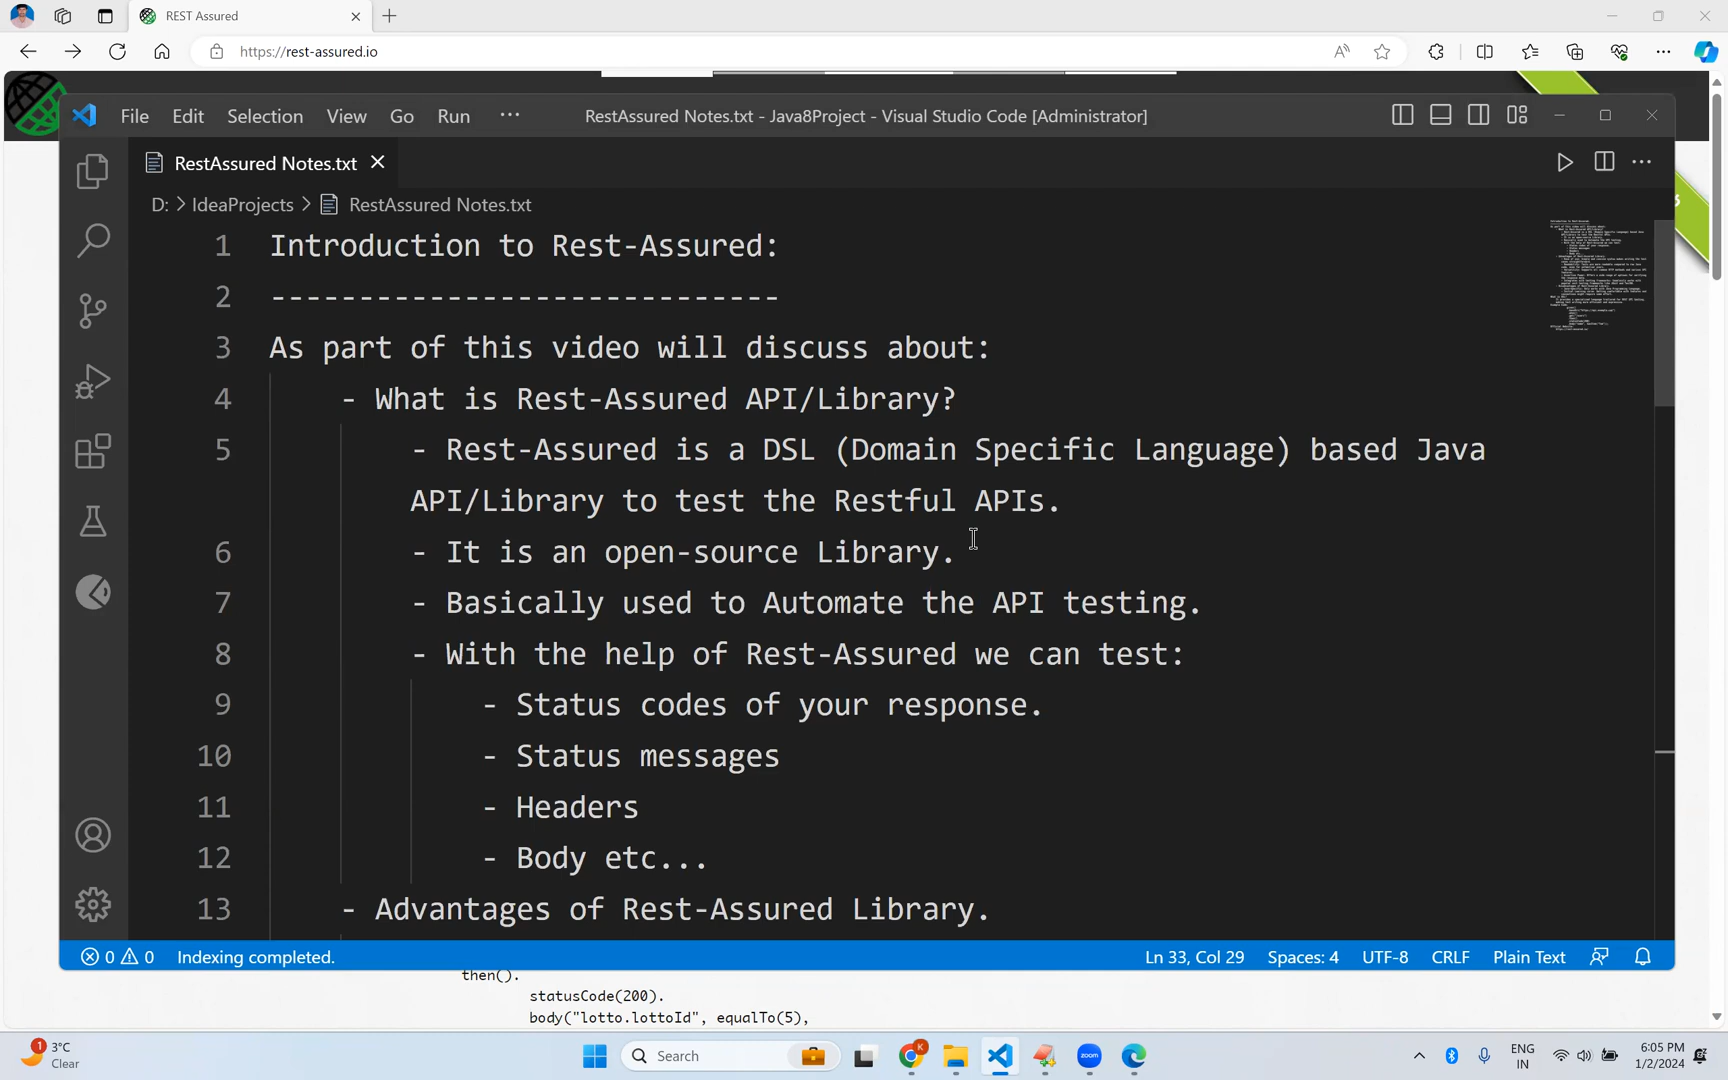 REST Assured
https://rest-assured.io
File Edit Selection View Go Run ··· RestAssured Notes.txt - Java8Project - Visual Studio Code [Administrator]
RestAssured Notes.txt
D: > IdeaProjects > RestAssured Notes.txt
1 Introduction to Rest-Assured:
2 -----------------------------
3 As part of this video will discuss about:
4 - What is Rest-Assured API/Library?
5 - Rest-Assured is a DSL (Domain Specific Language) based Java
API/Library to test the Restful APIs.
6 - It is an open-source Library.
7 - Basically used to Automate the API testing.
8 - With the help of Rest-Assured we can test:
9 - Status codes of your response.
10 - Status messages
11 - Headers
12 - Body etc...
13 - Advantages of Rest-Assured Library.
0 0 Indexing completed. Ln 33, Col 29 Spaces: 4 UTF-8 CRLF Plain Text
then().
statusCode(200).
body("lotto.lottoId", equalTo(5),
1 3°C
Clear
Search
K
zoom
ENG
IN
6:05 PM
1/2/2024